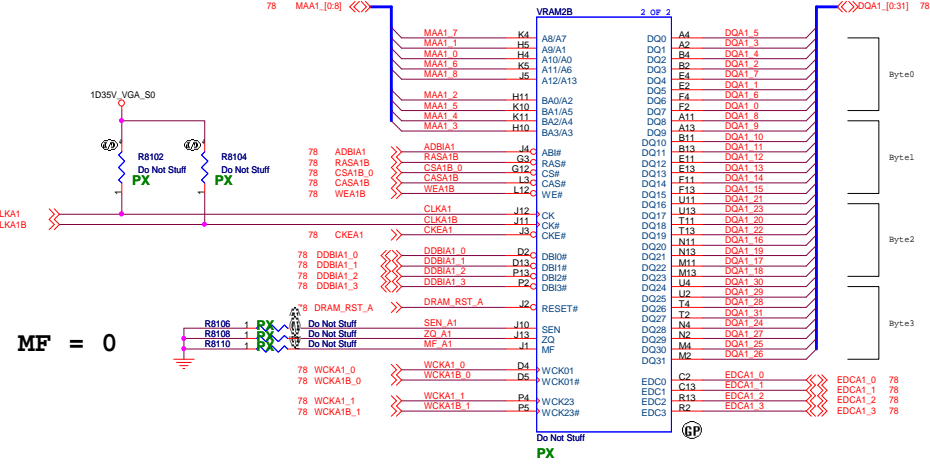 78 MAA1_[0:8]
VRAM2B 2 OF 2
DQA1_[0:31] 78
MAA1_7 K4 A8/A7
MAA1_1 H5 A9/A1
MAA1_0 H4 A10/A0
MAA1_6 K5 A11/A6
MAA1_8 J5 A12/A13
MAA1_2 H11 BA0/A2
MAA1_5 K10 BA1/A5
MAA1_4 K11 BA2/A4
MAA1_3 H10 BA3/A3
78 ADBIA1 ADBIA1 J4 ABI#
78 RASA1B RASA1B G3 RAS#
78 CSA1B_0 CSA1B_0 G12 CS#
78 CASA1B CASA1B L3 CAS#
78 WEA1B WEA1B L12 WE#
LKA1 CLKA1 J12 CK
LKA1B CLKA1B J11 CK#
78 CKEA1 CKEA1 J3 CKE#
78 DDBIA1_0 DDBIA1_0 D2 DBI0#
78 DDBIA1_1 DDBIA1_1 D13 DBI1#
78 DDBIA1_2 DDBIA1_2 P13 DBI2#
78 DDBIA1_3 DDBIA1_3 P2 DBI3#
78 DRAM_RST_A DRAM_RST_A J2 RESET#
R8106 1 PX Do Not Stuff SEN_A1 J10 SEN
R8108 1 PX Do Not Stuff ZQ_A1 J13 ZQ
R8110 1 PX Do Not Stuff MF_A1 J1 MF
MF = 0
78 WCKA1_0 WCKA1_0 D4 WCK01
78 WCKA1B_0 WCKA1B_0 D5 WCK01#
78 WCKA1_1 WCKA1_1 P4 WCK23
78 WCKA1B_1 WCKA1B_1 P5 WCK23#
1D35V_VGA_S0
R8102
Do Not Stuff
PX
1
R8104
Do Not Stuff
PX
1
DQ0 A4 DQA1_5
DQ1 A2 DQA1_3
DQ2 B4 DQA1_4
DQ3 B2 DQA1_2
DQ4 E4 DQA1_7
DQ5 E2 DQA1_1
DQ6 F4 DQA1_6
DQ7 F2 DQA1_0
Byte0
DQ8 A11 DQA1_8
DQ9 A13 DQA1_9
DQ10 B11 DQA1_10
DQ11 B13 DQA1_11
DQ12 E11 DQA1_12
DQ13 E13 DQA1_13
DQ14 F11 DQA1_14
DQ15 F13 DQA1_15
Byte1
DQ16 U11 DQA1_21
DQ17 U13 DQA1_23
DQ18 T11 DQA1_20
DQ19 T13 DQA1_22
DQ20 N11 DQA1_16
DQ21 N13 DQA1_19
DQ22 M11 DQA1_17
DQ23 M13 DQA1_18
Byte2
DQ24 U4 DQA1_30
DQ25 U2 DQA1_29
DQ26 T4 DQA1_28
DQ27 T2 DQA1_31
DQ28 N4 DQA1_24
DQ29 N2 DQA1_27
DQ30 M4 DQA1_25
DQ31 M2 DQA1_26
Byte3
EDC0 C2 EDCA1_0 EDCA1_0 78
EDC1 C13 EDCA1_1 EDCA1_1 78
EDC2 R13 EDCA1_2 EDCA1_2 78
EDC3 R2 EDCA1_3 EDCA1_3 78
Do Not Stuff
PX
GP